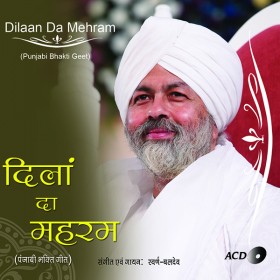 Dilaan Da Mehram
(Punjabi Bhakti Geet)
दिलां
दा
महरम
(पंजाबी भक्ति गीत)
संगीत एवं गायन: स्वर्ण-बलदेव
ACD